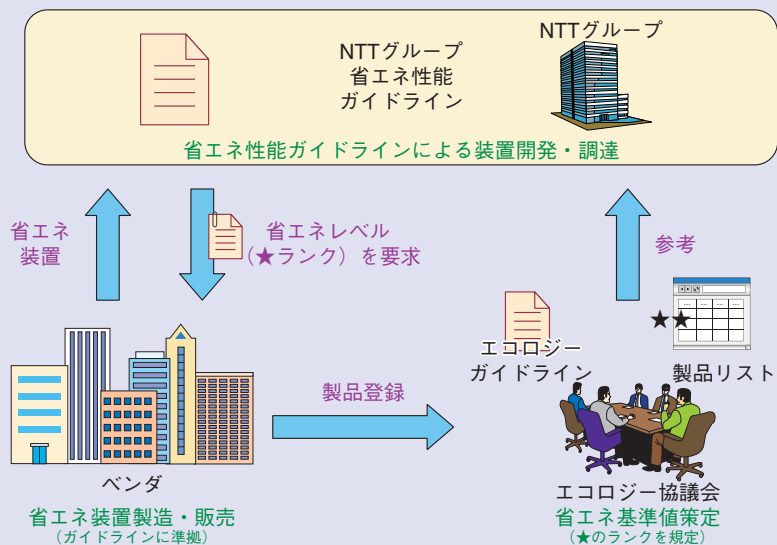 NTTグループ
省エネ性能
ガイドライン
NTTグループ
省エネ性能ガイドラインによる装置開発・調達
省エネ
装置
省エネレベル
(★ランク)を要求
参考
★★
エコロジー
ガイドライン
製品リスト
製品登録
ベンダ
省エネ装置製造・販売
(ガイドラインに準拠)
エコロジー協議会
省エネ基準値策定
(★のランクを規定)